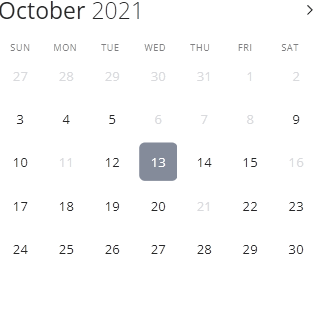 October 2021
SUN MON TUE WED THU FRI SAT
27 28 29 30 31 1 2
3 4 5 6 7 8 9
10 11 12 13 14 15 16
17 18 19 20 21 22 23
24 25 26 27 28 29 30